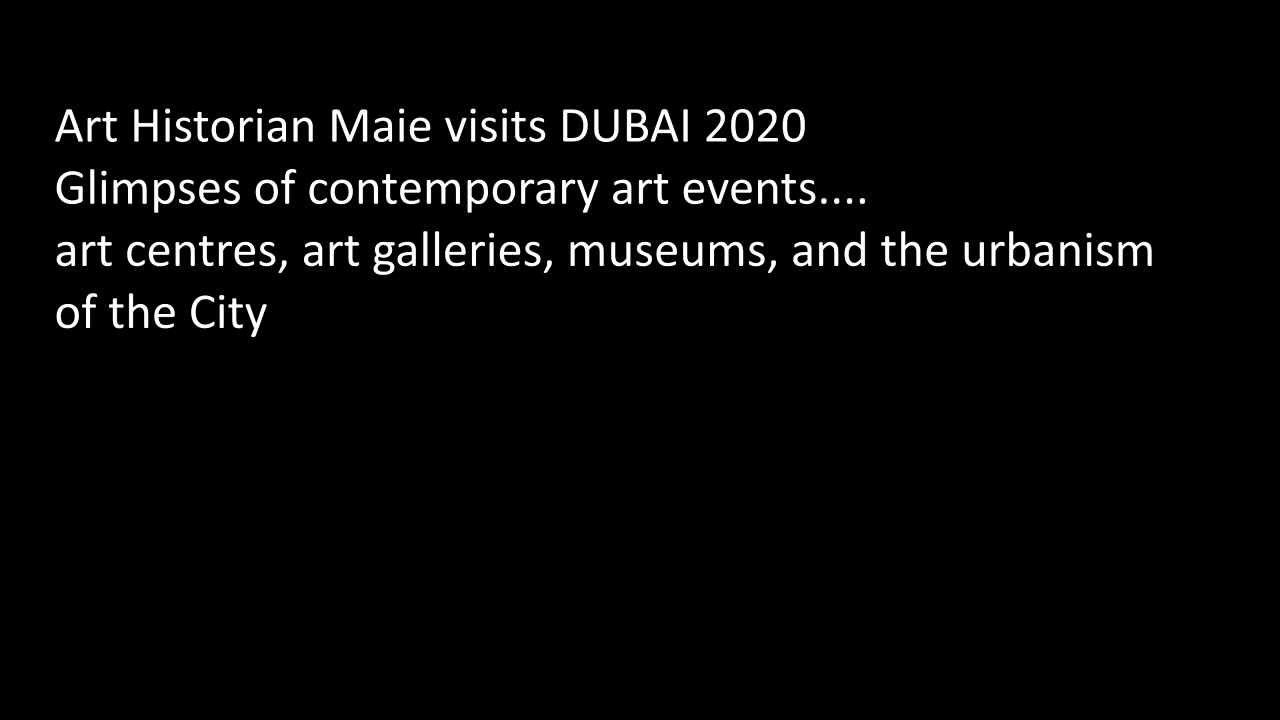 Art Historian Maie visits DUBAI 2020
Glimpses of contemporary art events....
art centres, art galleries, museums, and the urbanism
of the City